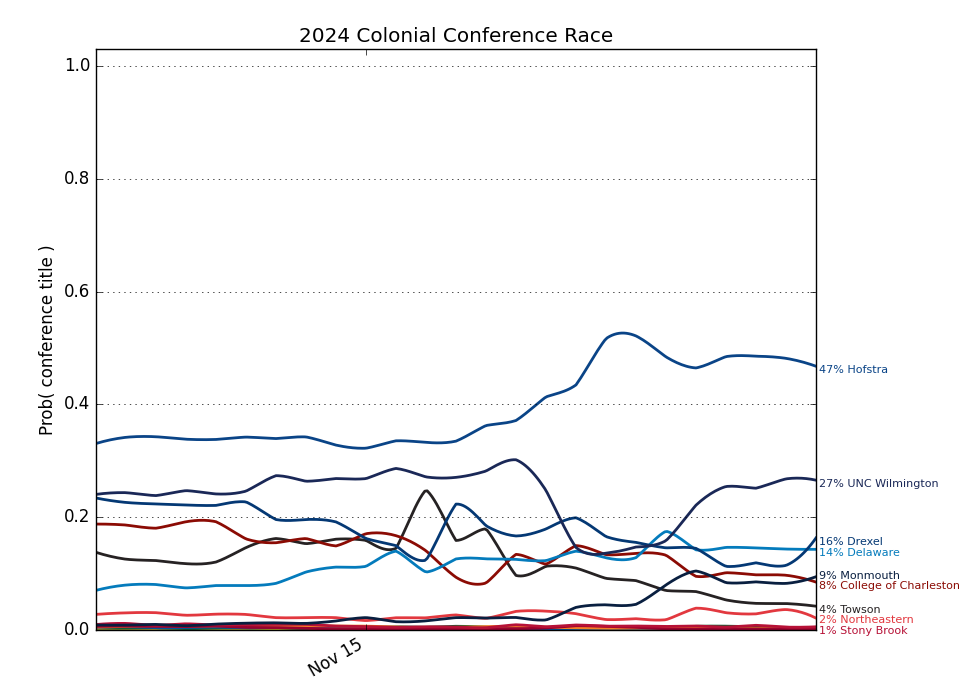 2024 Colonial Conference Race
Prob( conference title )
1.0
0.8
0.6
0.4
0.2
0.0
Nov 15
47% Hofstra
27% UNC Wilmington
16% Drexel
14% Delaware
9% Monmouth
8% College of Charleston
4% Towson
2% Northeastern
1% Stony Brook